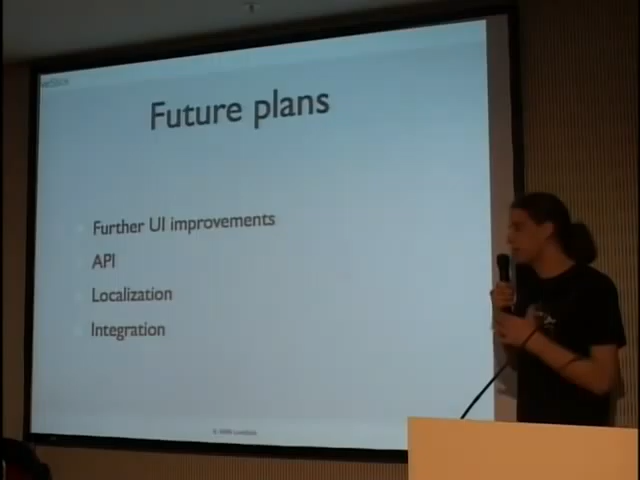 Future plans
Further UI improvements
API
Localization
Integration